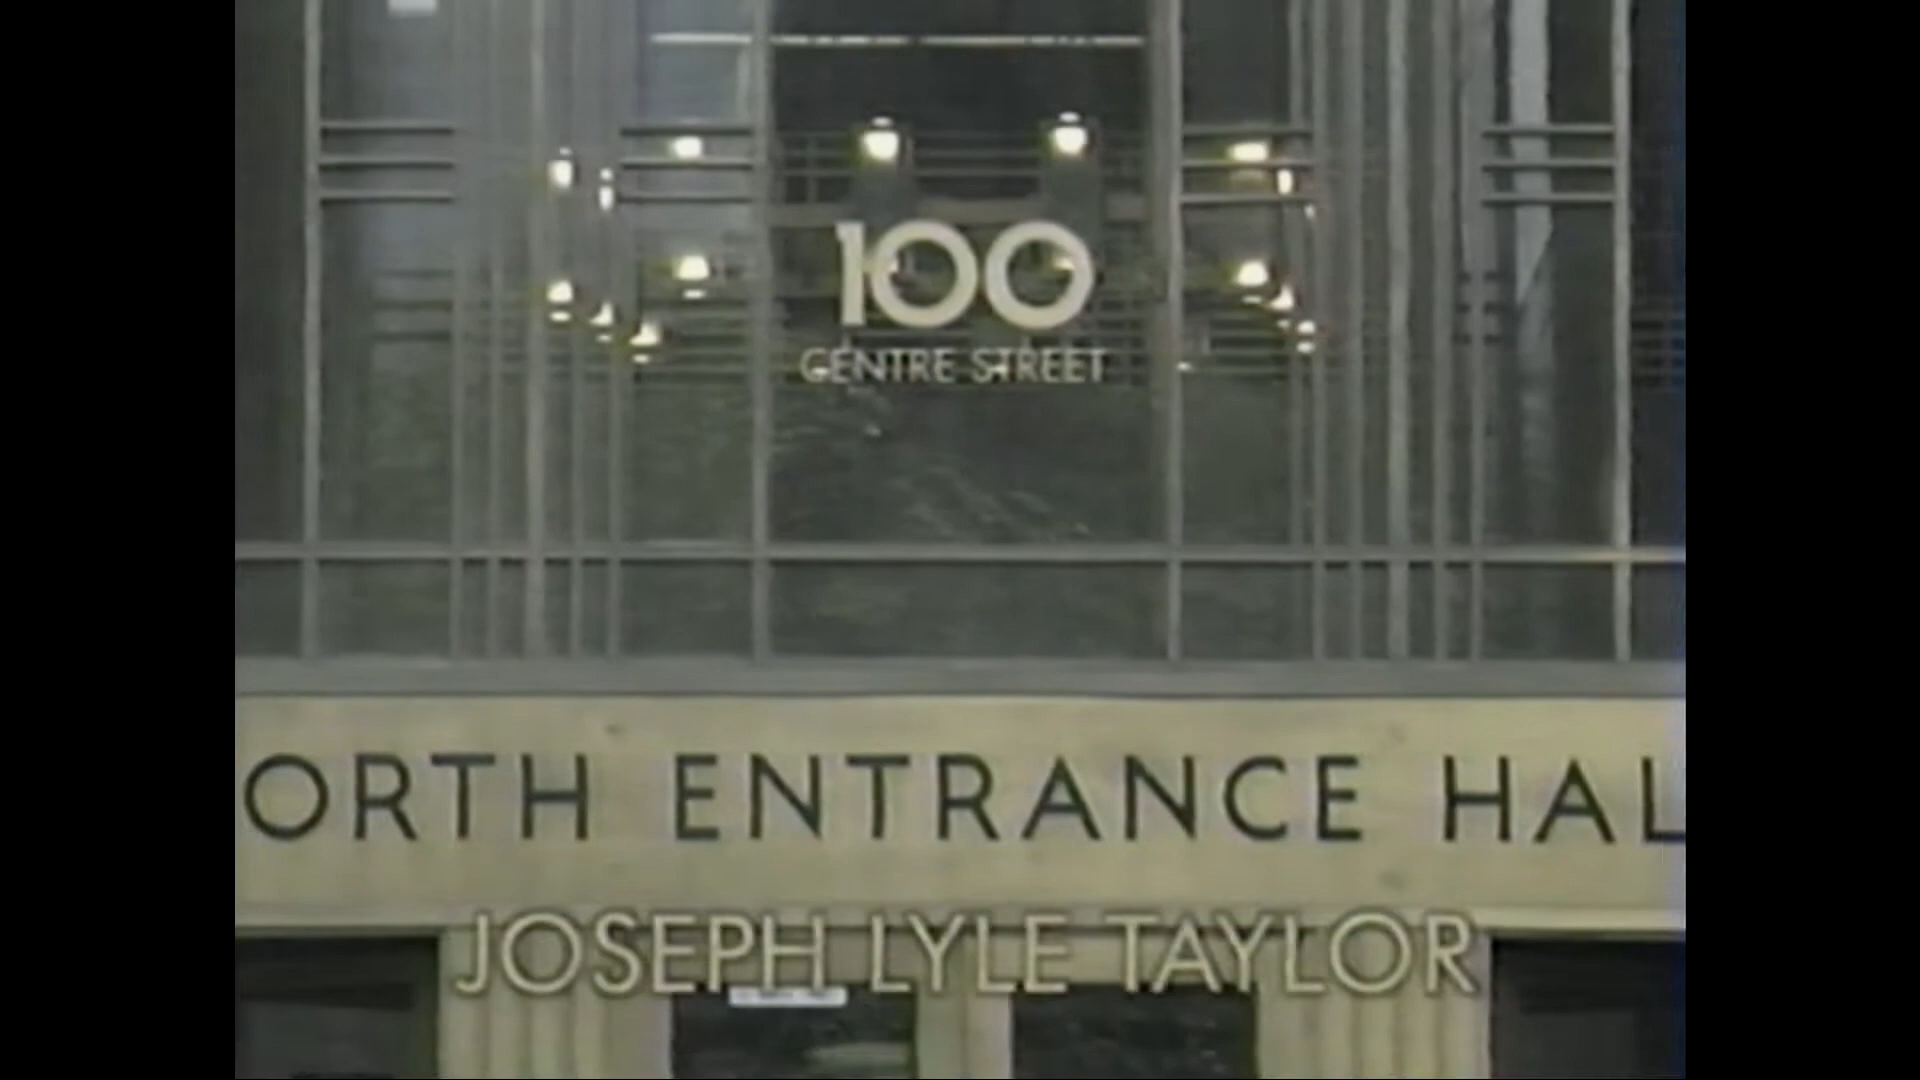 100
CENTRE STREET
ORTH ENTRANCE HAL
JOSEPH LYLE TAYLOR